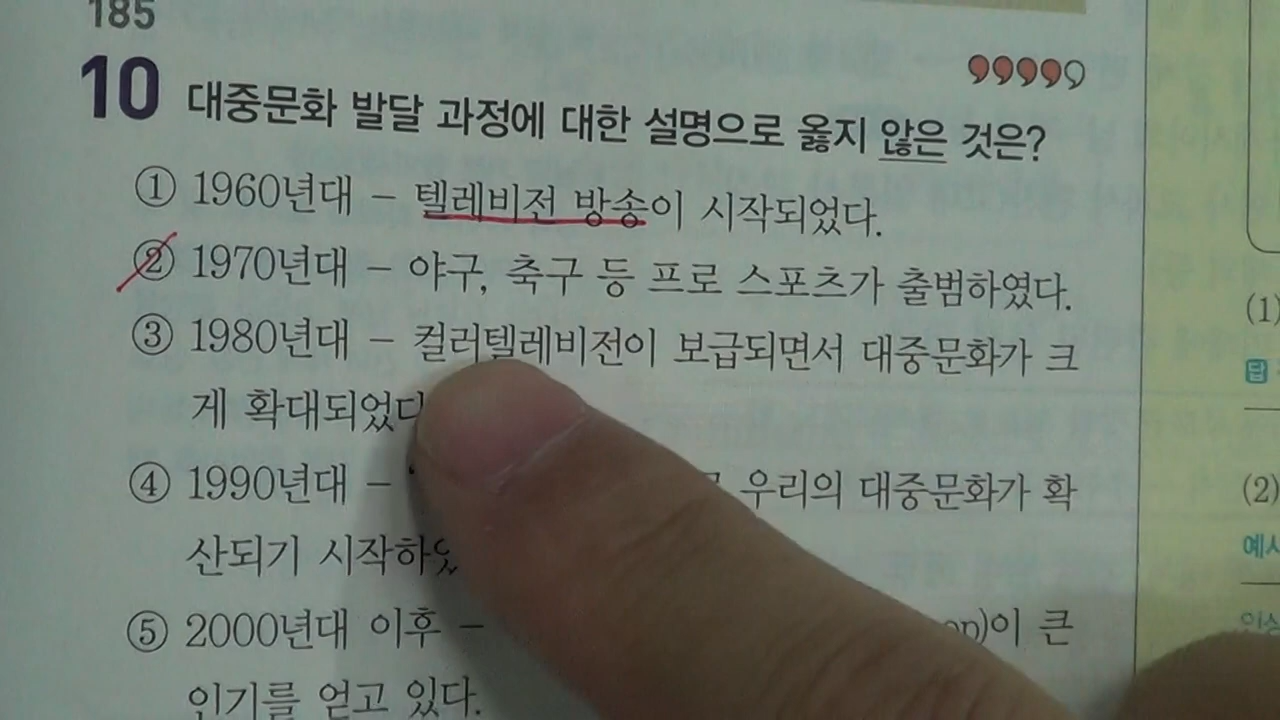 185
10 대중문화 발달 과정에 대한 설명으로 옳지 않은 것은?
① 1960년대 – 텔레비전 방송이 시작되었다.
② 1970년대 – 야구, 축구 등 프로 스포츠가 출범하였다.
③ 1980년대 – 컬러텔레비전이 보급되면서 대중문화가 크
게 확대되었다
④ 1990년대 – 우리의 대중문화가 확
산되기 시작하
⑤ 2000년대 이후 – 큰
인기를 얻고 있다.
(1)
답
(2)